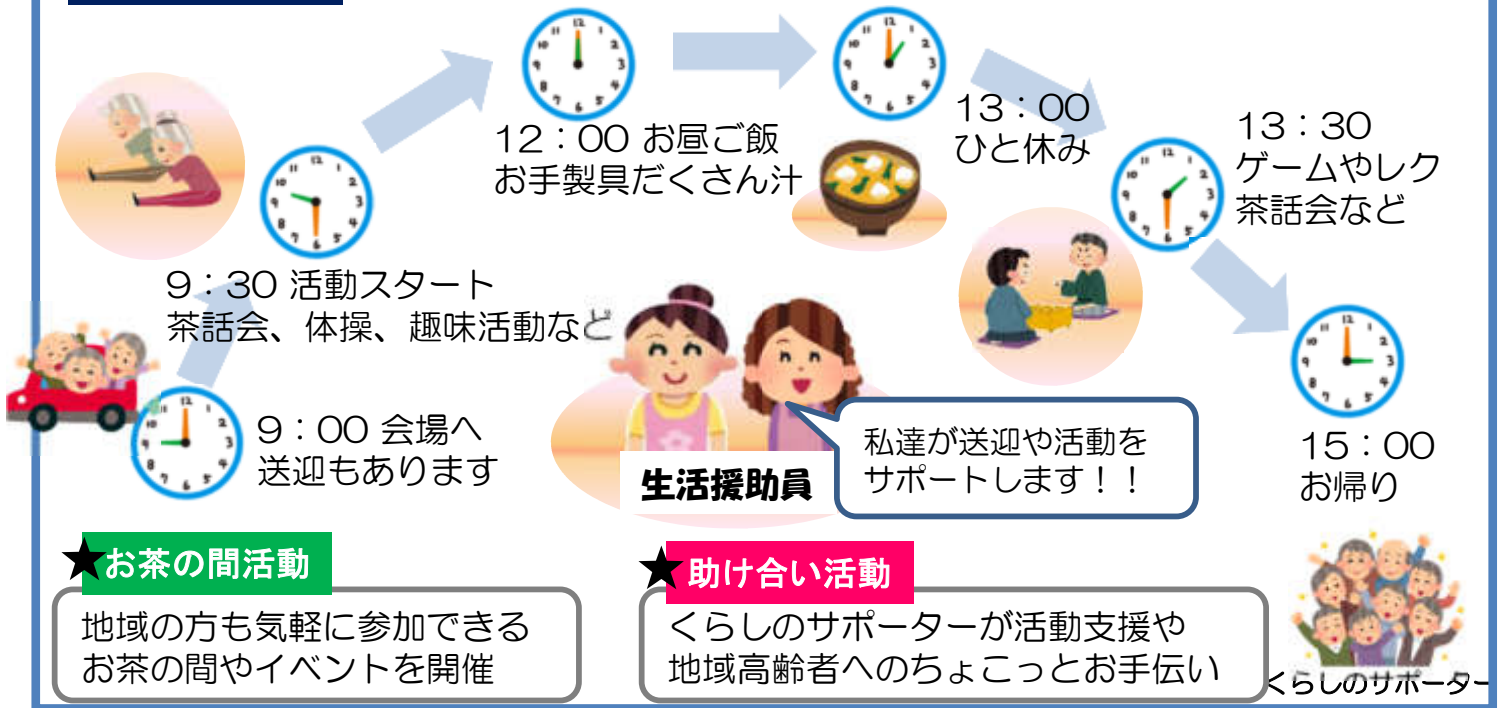 9：00 会場へ
送迎もあります
9：30 活動スタート
茶話会、体操、趣味活動など
12：00 お昼ご飯
お手製具だくさん汁
13：00
ひと休み
13：30
ゲームやレク
茶話会など
15：00
お帰り
生活援助員
私達が送迎や活動を
サポートします！！
★お茶の間活動
地域の方も気軽に参加できる
お茶の間やイベントを開催
★助け合い活動
くらしのサポーターが活動支援や
地域高齢者へのちょこっとお手伝い
くらしのサポーター